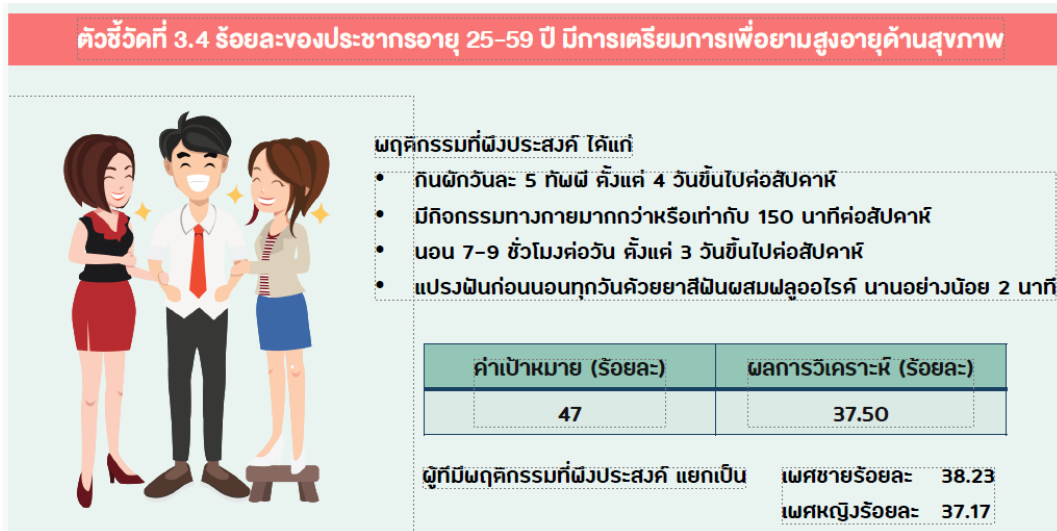 ตัวชี้วัดที่ 3.4 ร้อยละของประชากรอายุ 25-59 ปี มีการเตรียมการเพื่อยามสูงอายุด้านสุขภาพ
พฤติกรรมที่พึงประสงค์ ได้แก่
• กินผักวันละ 5 ทัพพี ตั้งแต่ 4 วันขึ้นไปต่อสัปดาห์
• มีกิจกรรมทางกายมากกว่าหรือเท่ากับ 150 นาทีต่อสัปดาห์
• นอน 7-9 ชั่วโมงต่อวัน ตั้งแต่ 3 วันขึ้นไปต่อสัปดาห์
• แปรงฟันก่อนนอนทุกวันด้วยยาสีฟันผสมฟลูออไรด์ นานอย่างน้อย 2 นาที
ค่าเป้าหมาย (ร้อยละ) ผลการวิเคราะห์ (ร้อยละ)
47 37.50
ผู้ที่มีพฤติกรรมที่พึงประสงค์ แยกเป็น เพศชายร้อยละ 38.23
เพศหญิงร้อยละ 37.17